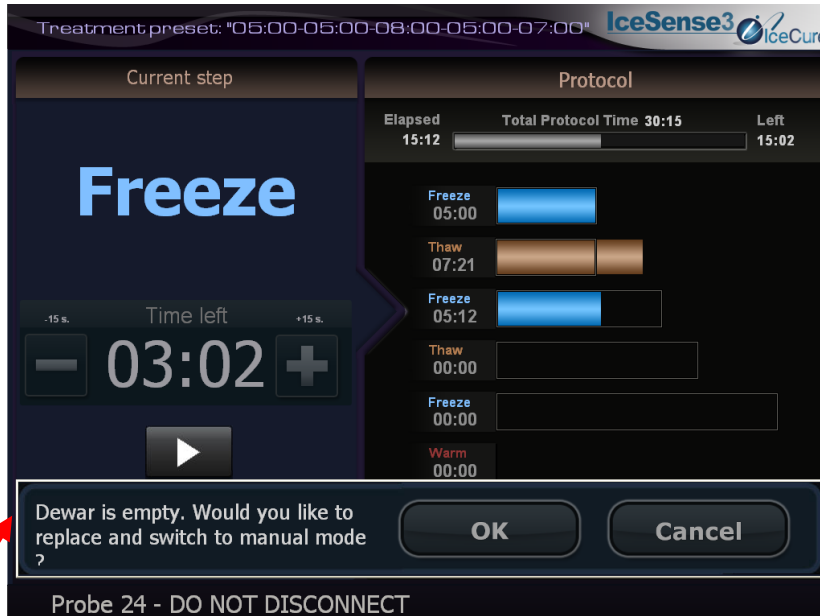 Treatment preset: "05:00-05:00-08:00-05:00-07:00"
IceSense3
IceCure
Current step
Protocol
Elapsed
Total Protocol Time 30:15
Left
15:12
15:02
Freeze
Freeze
05:00
Thaw
07:21
Freeze
05:12
-15 s.
Time left
+15 s.
03:02
Thaw
00:00
Freeze
00:00
Warm
00:00
Dewar is empty. Would you like to
replace and switch to manual mode
?
OK
Cancel
Probe 24 - DO NOT DISCONNECT